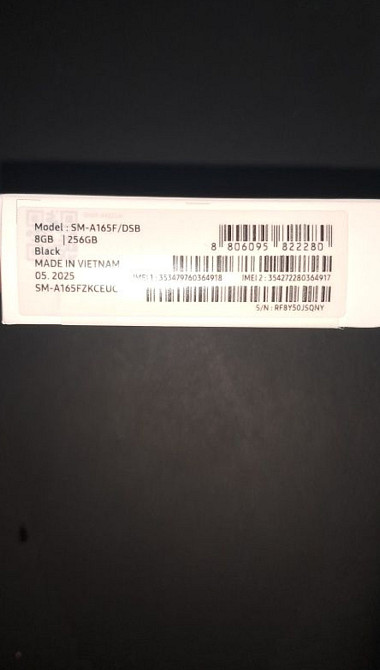 Model : SM-A165F/DSB
8GB | 256GB
Black
MADE IN VIETNAM
05. 2025
SM-A165FZKCEUC
8 806095 822280
IMEI 1 : 353479760364918
IMEI 2 : 354272280364917
S/N : RF8Y50JSQNY